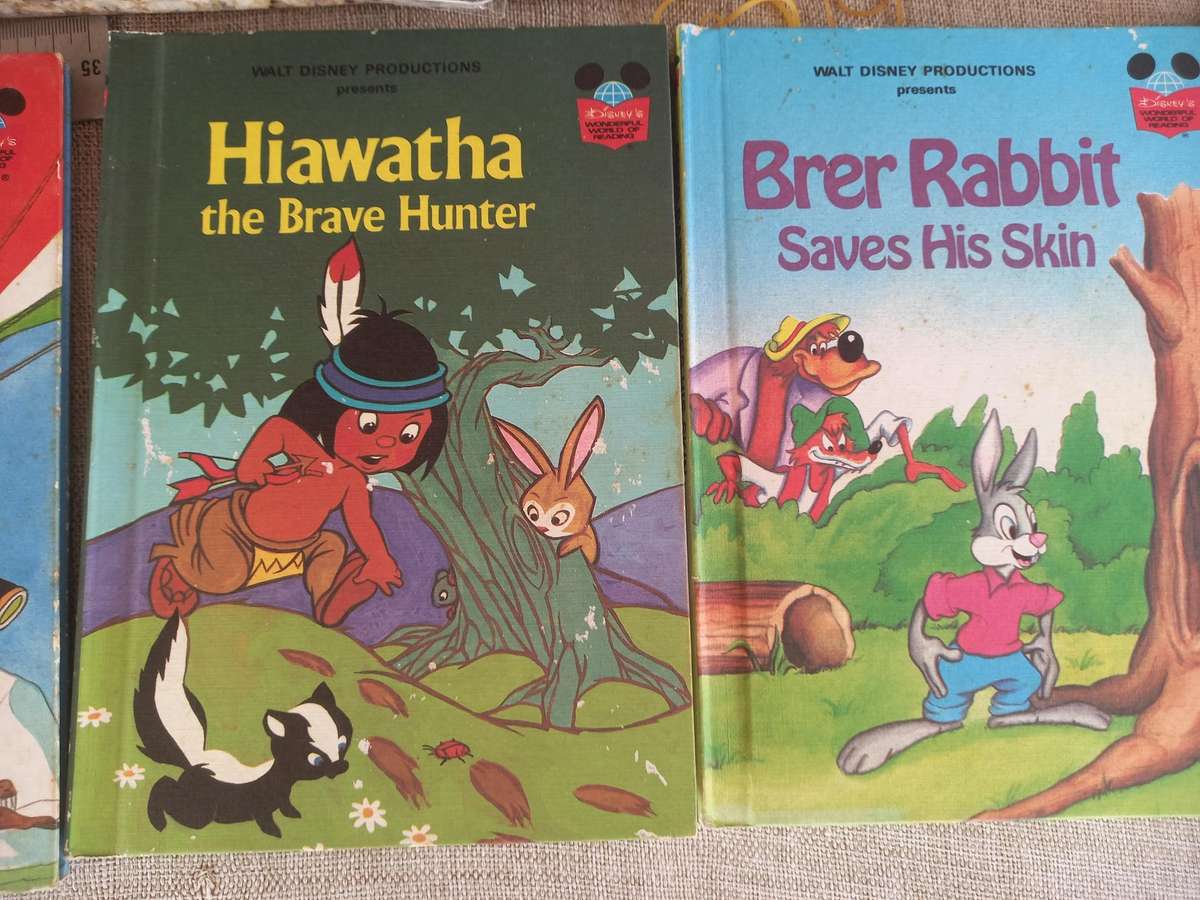 35
WALT DISNEY PRODUCTIONS
presents
DISNEY'S
WONDERFUL
WORLD OF
READING
®
Hiawatha
the Brave Hunter
WALT DISNEY PRODUCTIONS
presents
DISNEY'S
WONDERFUL
WORLD OF
READING
®
Brer Rabbit
Saves His Skin